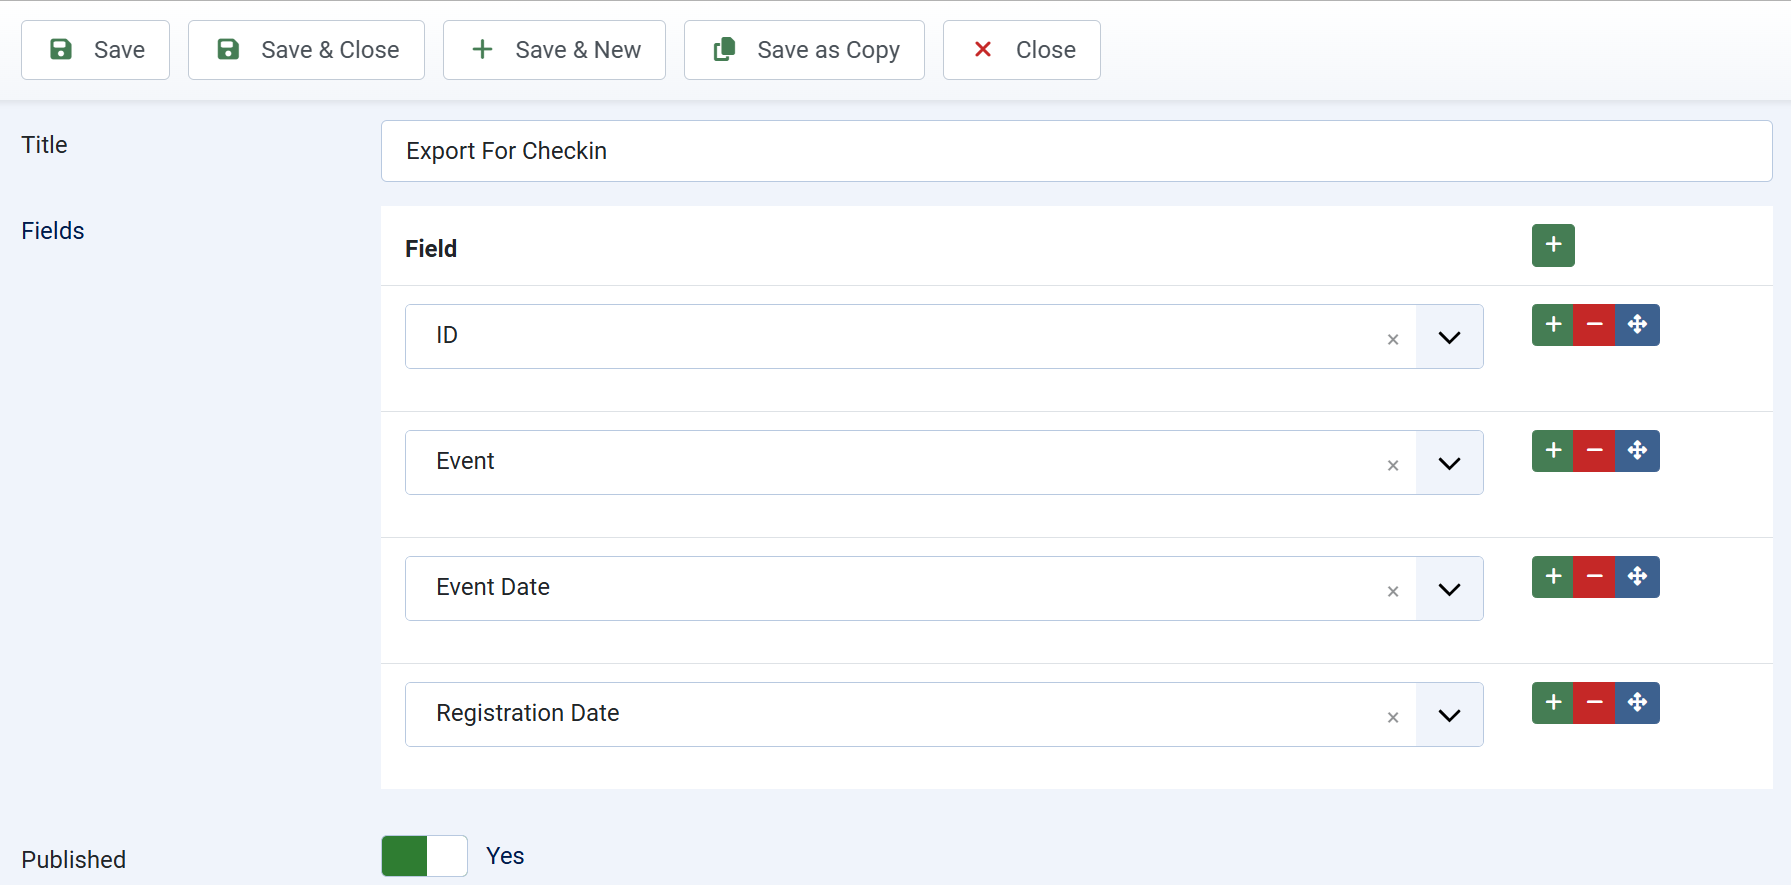 Save
Save & Close
Save & New
Save as Copy
Close
Title
Export For Checkin
Fields
Field
ID
Event
Event Date
Registration Date
Published
Yes